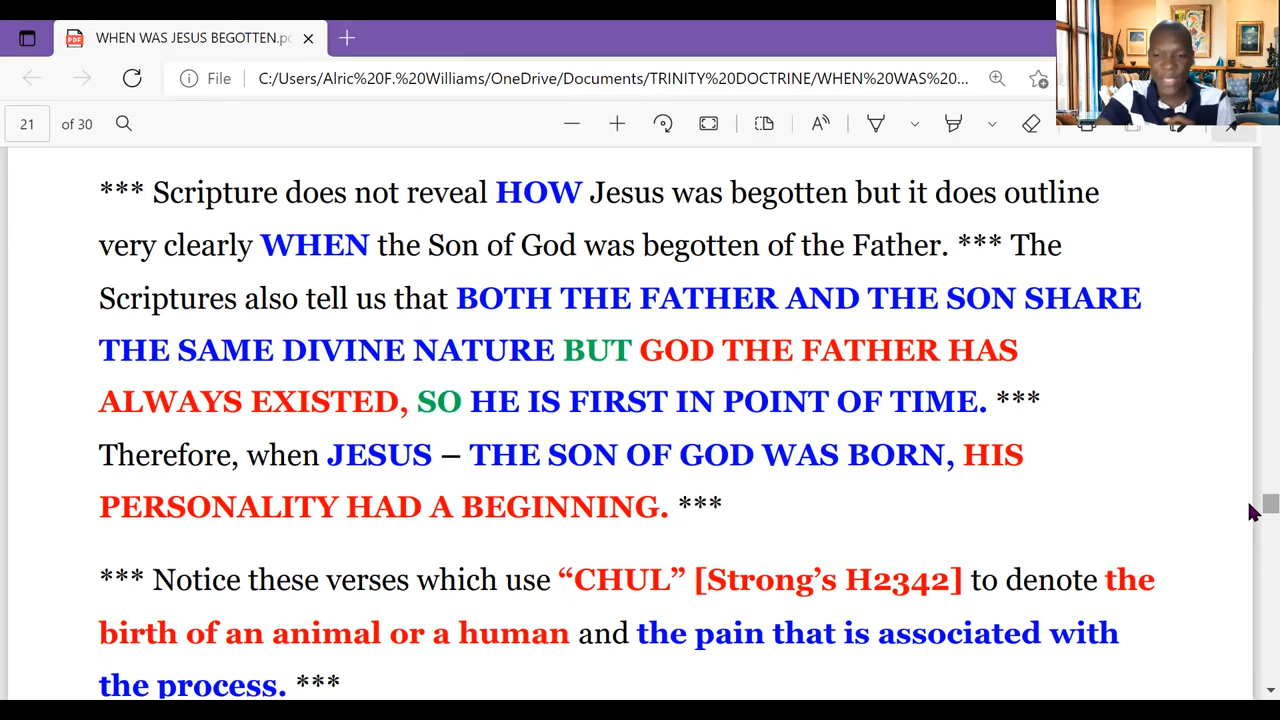 WHEN WAS JESUS BEGOTTEN.p
File C:/Users/Alric%20F.%20Williams/OneDrive/Documents/TRINITY%20DOCTRINE/WHEN%20WAS%20...
21 of 30
*** Scripture does not reveal HOW Jesus was begotten but it does outline
very clearly WHEN the Son of God was begotten of the Father. *** The
Scriptures also tell us that BOTH THE FATHER AND THE SON SHARE
THE SAME DIVINE NATURE BUT GOD THE FATHER HAS
ALWAYS EXISTED, SO HE IS FIRST IN POINT OF TIME. ***
Therefore, when JESUS – THE SON OF GOD WAS BORN, HIS
PERSONALITY HAD A BEGINNING. ***
*** Notice these verses which use “CHUL” [Strong’s H2342] to denote the
birth of an animal or a human and the pain that is associated with
the process. ***